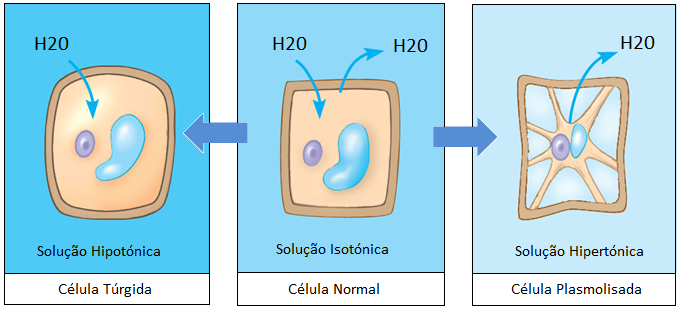 H20
Solução Hipotónica
Célula Túrgida
H20
H20
Solução Isotónica
Célula Normal
H20
Solução Hipertónica
Célula Plasmolisada